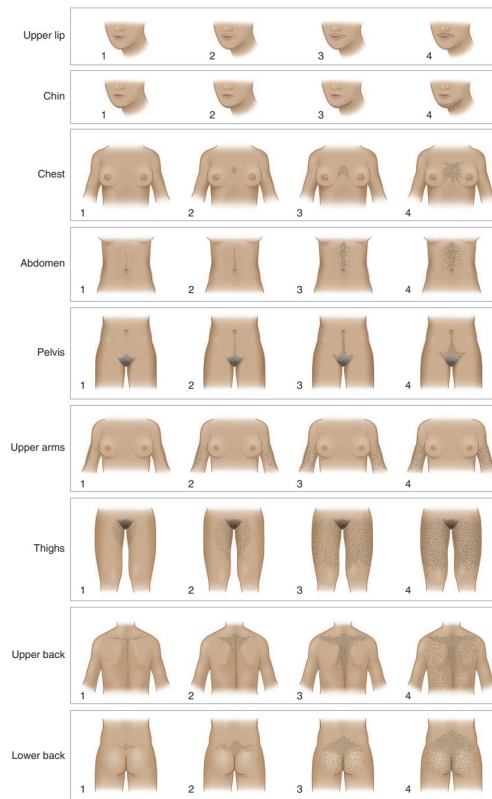 Upper lip
1 2 3 4
Chin
1 2 3 4
Chest
1 2 3 4
Abdomen
1 2 3 4
Pelvis
1 2 3 4
Upper arms
1 2 3 4
Thighs
1 2 3 4
Upper back
1 2 3 4
Lower back
1 2 3 4